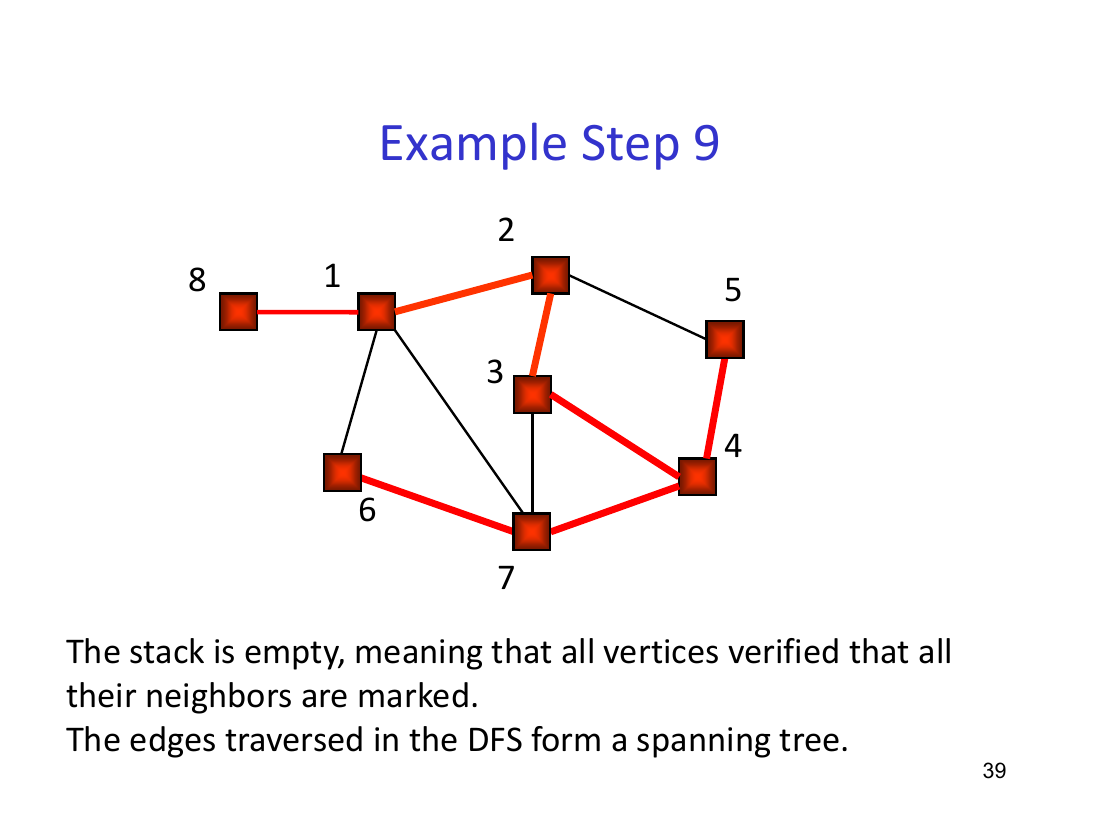 Example Step 9
2
8
1
5
3
4
6
7
The stack is empty, meaning that all vertices verified that all
their neighbors are marked.
The edges traversed in the DFS form a spanning tree.
39